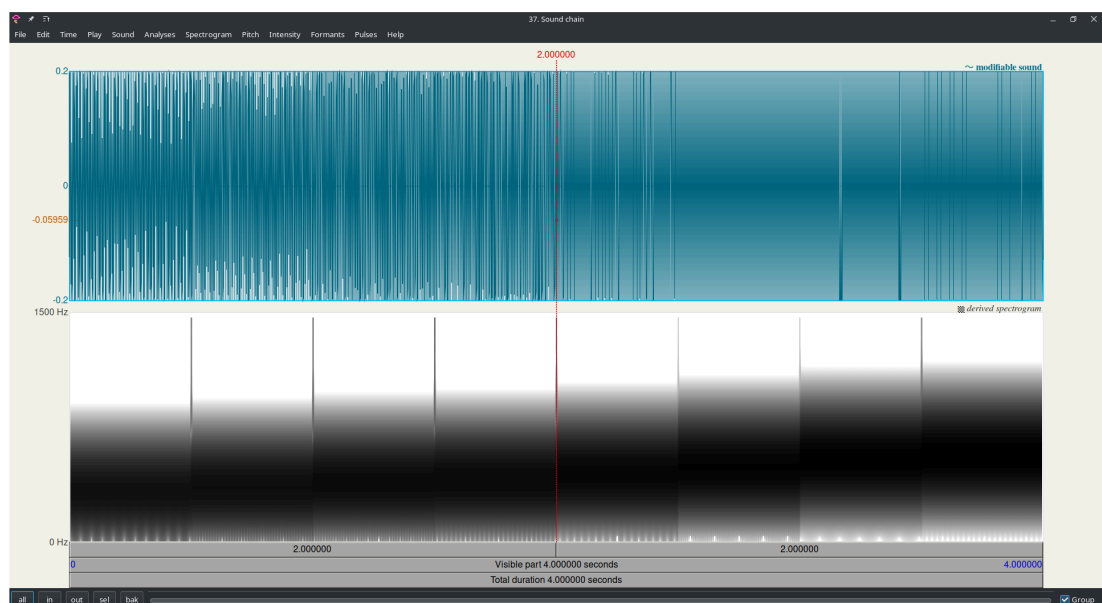 37. Sound chain
File Edit Time Play Sound Analyses Spectrogram Pitch Intensity Formants Pulses Help
2.000000
0.2
~ modifiable sound
0
-0.05959
-0.2
1500 Hz
derived spectrogram
0 Hz
2.000000 2.000000
0 Visible part 4.000000 seconds 4.000000
Total duration 4.000000 seconds
all in out sel bak Group